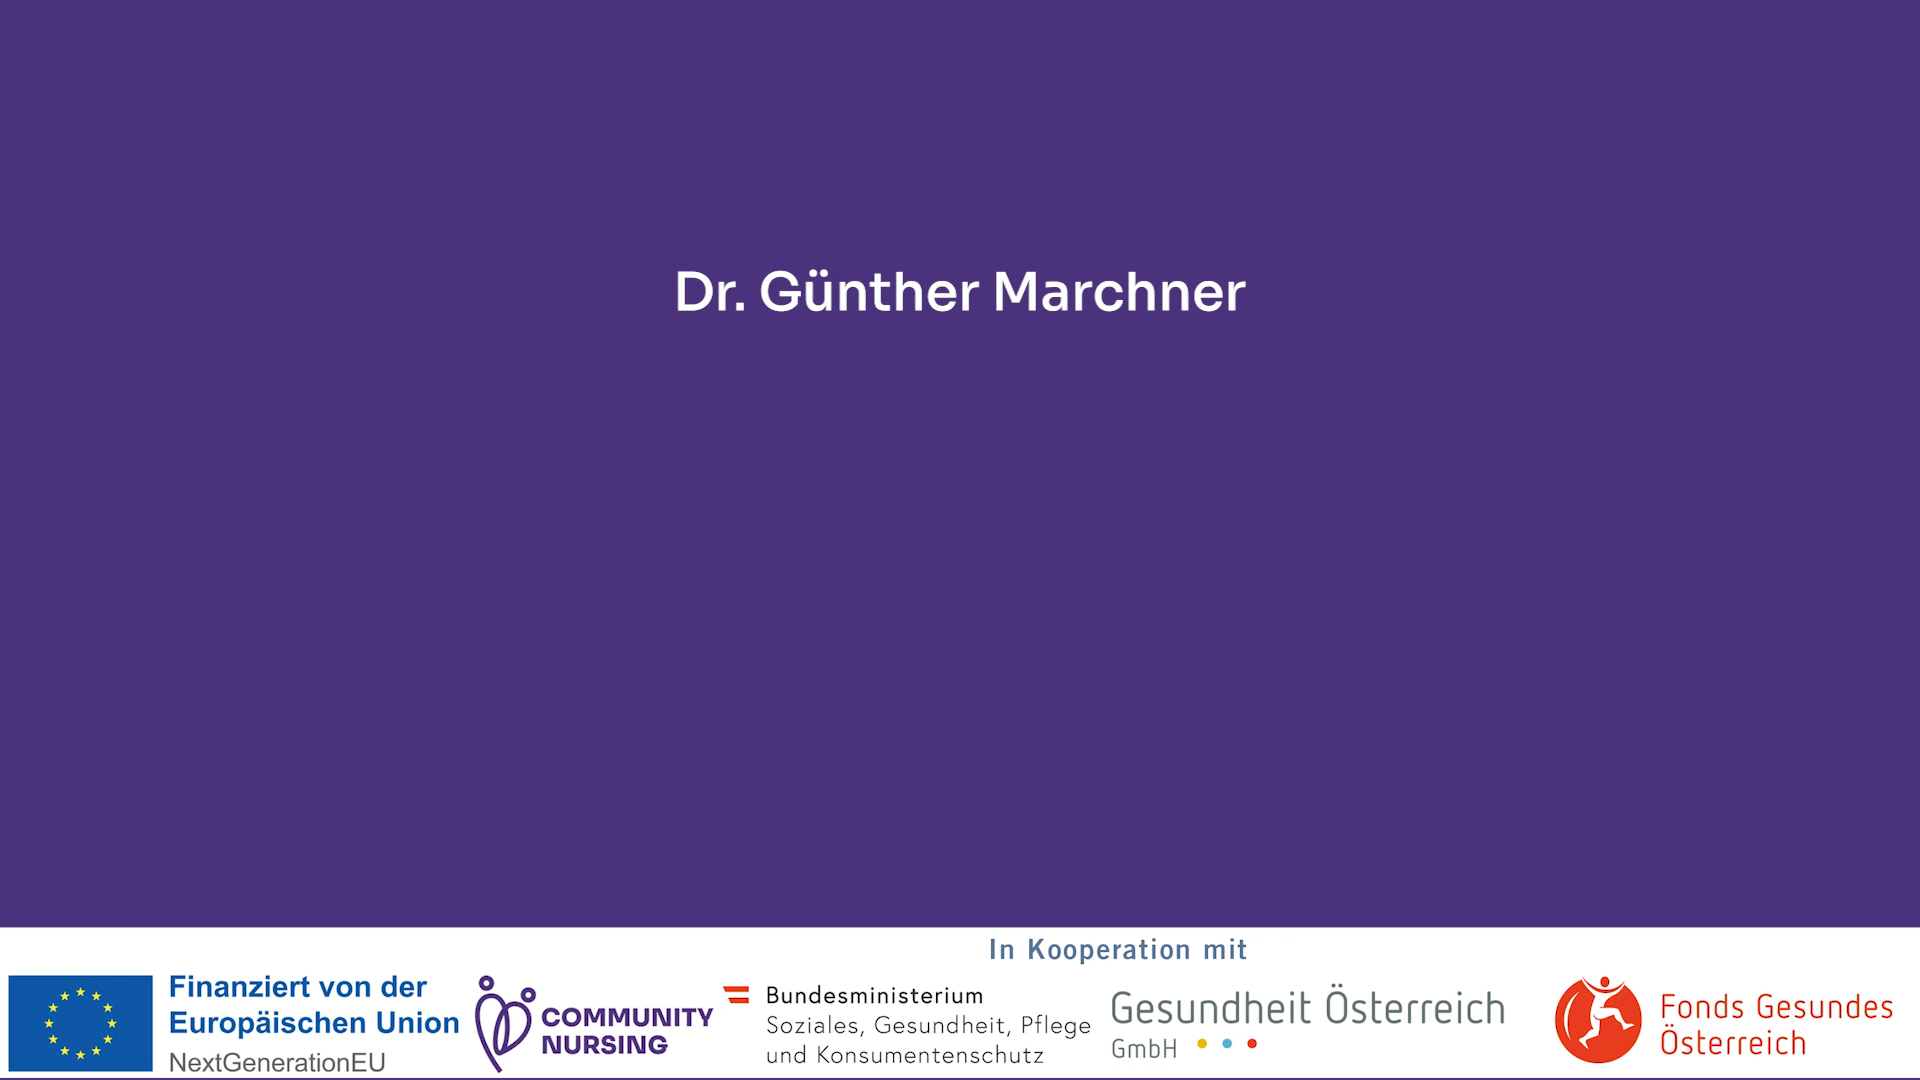 Dr. Günther Marchner
In Kooperation mit
Finanziert von der
Europäischen Union
NextGenerationEU
COMMUNITY
NURSING
Bundesministerium
Soziales, Gesundheit, Pflege
und Konsumentenschutz
Gesundheit Österreich
GmbH
Fonds Gesundes
Österreich